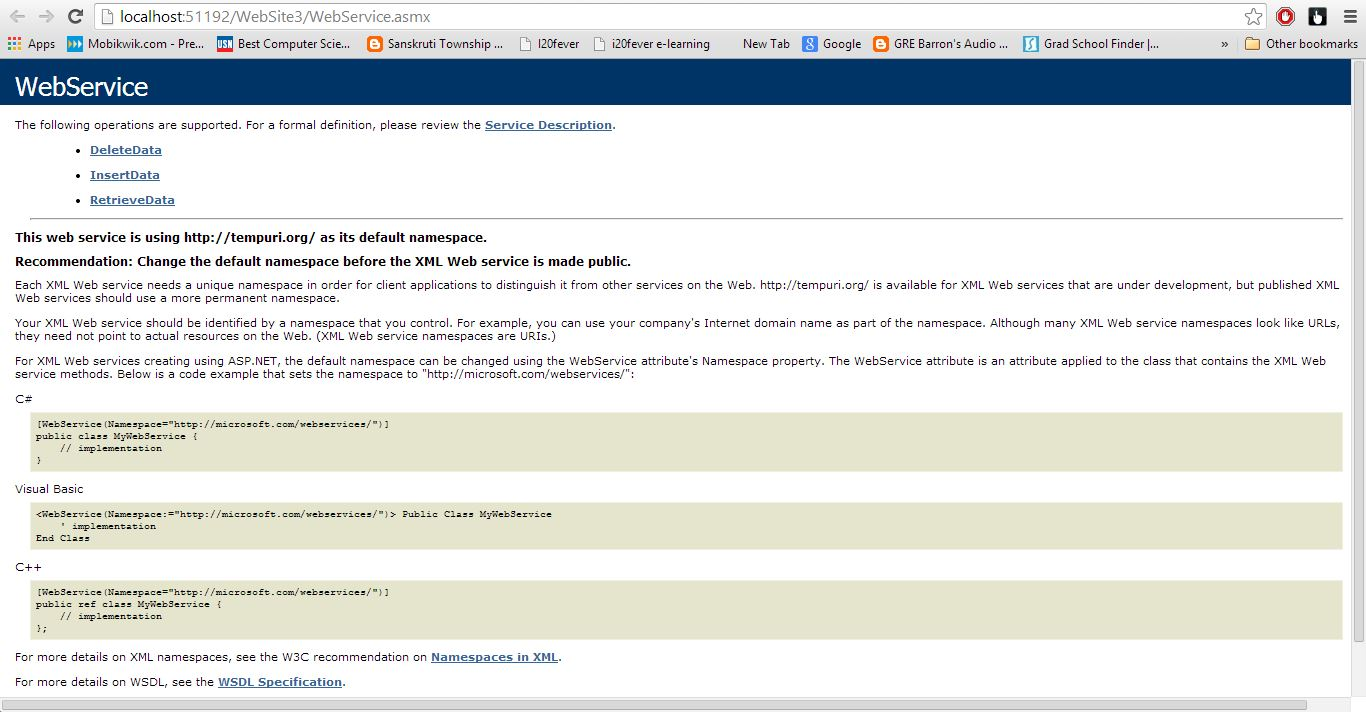 localhost:51192/WebSite3/WebService.asmx
Apps Mobikwik.com - Pre... USN Best Computer Scie... Sanskruti Township ... I20fever i20fever e-learning New Tab Google GRE Barron's Audio ... Grad School Finder |... » Other bookmarks
WebService
The following operations are supported. For a formal definition, please review the Service Description.
• DeleteData
• InsertData
• RetrieveData
This web service is using http://tempuri.org/ as its default namespace.
Recommendation: Change the default namespace before the XML Web service is made public.
Each XML Web service needs a unique namespace in order for client applications to distinguish it from other services on the Web. http://tempuri.org/ is available for XML Web services that are under development, but published XML
Web services should use a more permanent namespace.
Your XML Web service should be identified by a namespace that you control. For example, you can use your company's Internet domain name as part of the namespace. Although many XML Web service namespaces look like URLs,
they need not point to actual resources on the Web. (XML Web service namespaces are URIs.)
For XML Web services creating using ASP.NET, the default namespace can be changed using the WebService attribute's Namespace property. The WebService attribute is an attribute applied to the class that contains the XML Web
service methods. Below is a code example that sets the namespace to "http://microsoft.com/webservices/":
C#
[WebService(Namespace="http://microsoft.com/webservices/")]
public class MyWebService {
    // implementation
}
Visual Basic
<WebService(Namespace:="http://microsoft.com/webservices/")> Public Class MyWebService
    ' implementation
End Class
C++
[WebService(Namespace="http://microsoft.com/webservices/")]
public ref class MyWebService {
    // implementation
};
For more details on XML namespaces, see the W3C recommendation on Namespaces in XML.
For more details on WSDL, see the WSDL Specification.